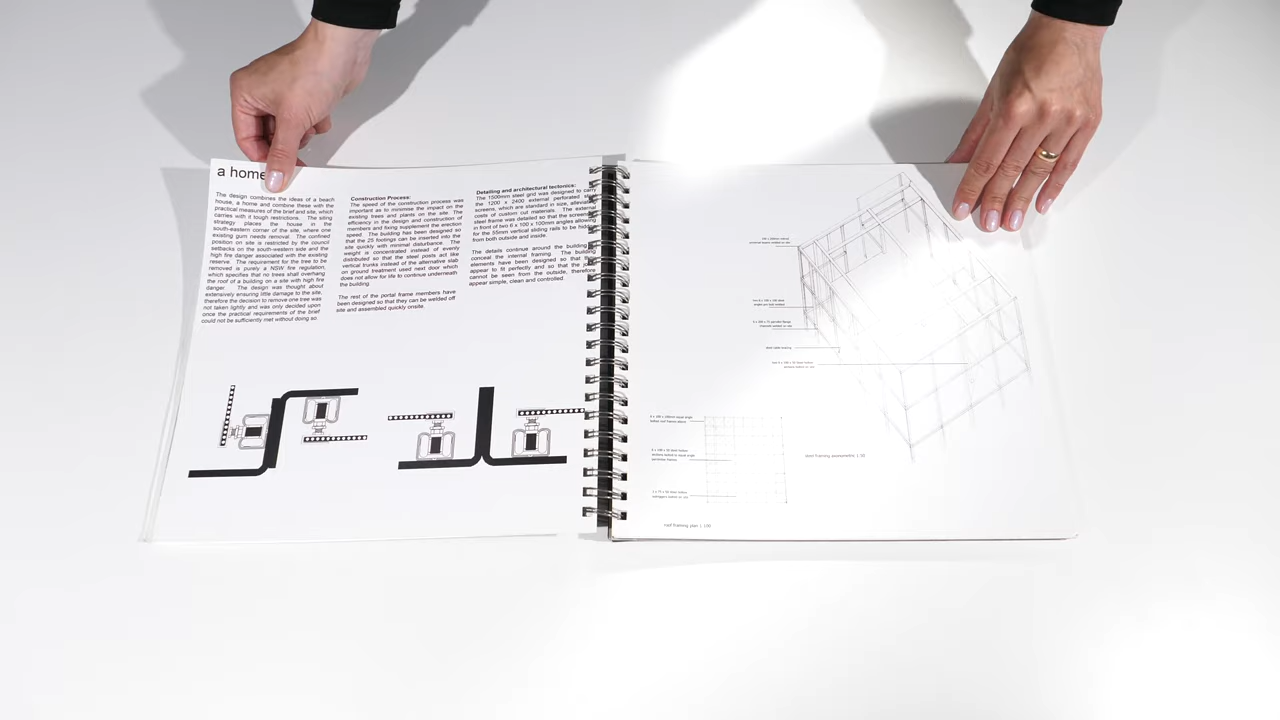 a home
The design combines the ideas of a beach
house, a home and combine these with the
practical measures of the brief and site, which
carries with it tough restrictions. The siting
strategy places the house in the
south-eastern corner of the site, where one
existing gum needs removal. The confined
position on site is restricted by the council
setbacks on the south-western side and the
high fire danger associated with the existing
reserve. The requirement for the tree to be
removed is purely a NSW fire regulation,
which specifies that no trees shall overhang
the roof of a building on a site with high fire
danger. The design was thought about
extensively ensuring little damage to the site,
therefore the decision to remove one tree was
not taken lightly and was only decided upon
once the practical requirements of the brief
could not be sufficiently met without doing so.
Construction Process:
The speed of the construction process was
important as to minimise the impact on the
existing trees and plants on the site. The
efficiency in the design and construction of
members and fixing supplement the erection
speed. The building has been designed so
that the 25 footings can be inserted into the
site quickly with minimal disturbance. The
weight is concentrated instead of evenly
distributed so that the steel posts act like
vertical trunks instead of the alternative slab
on ground treatment used next door which
does not allow for life to continue underneath
the building.
The rest of the portal frame members have
been designed so that they can be welded off
site and assembled quickly onsite.
Detailing and architectural tectonics:
The 1500mm steel grid was designed to carry
the 1200 x 2400 external perforated
screens, which are standard in size,
costs of custom cut materials. The external
steel frame was detailed so that the screens
in front of two 6 x 100 x 100mm angles allowing
for the 55mm vertical sliding rails to be hidden
from both outside and inside.
The details continue around the building
conceal the internal framing. The building
elements have been designed so that
appear to fit perfectly and so that the
cannot be seen from the outside, therefore
appear simple, clean and controlled.
steel framing axonometric | 50
roof framing plan | 100